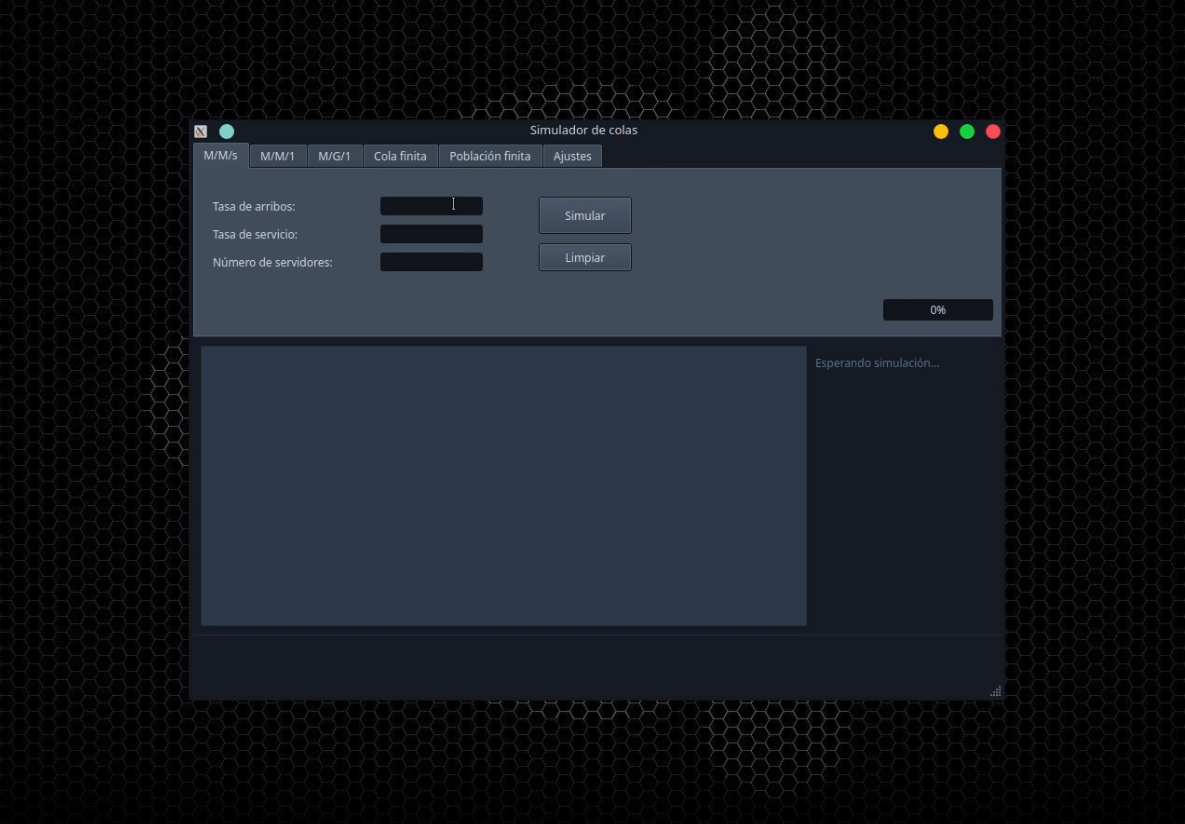 Simulador de colas
M/M/s M/M/1 M/G/1 Cola finita Población finita Ajustes
Tasa de arribos:
Simular
Tasa de servicio:
Limpiar
Número de servidores:
0%
Esperando simulación...